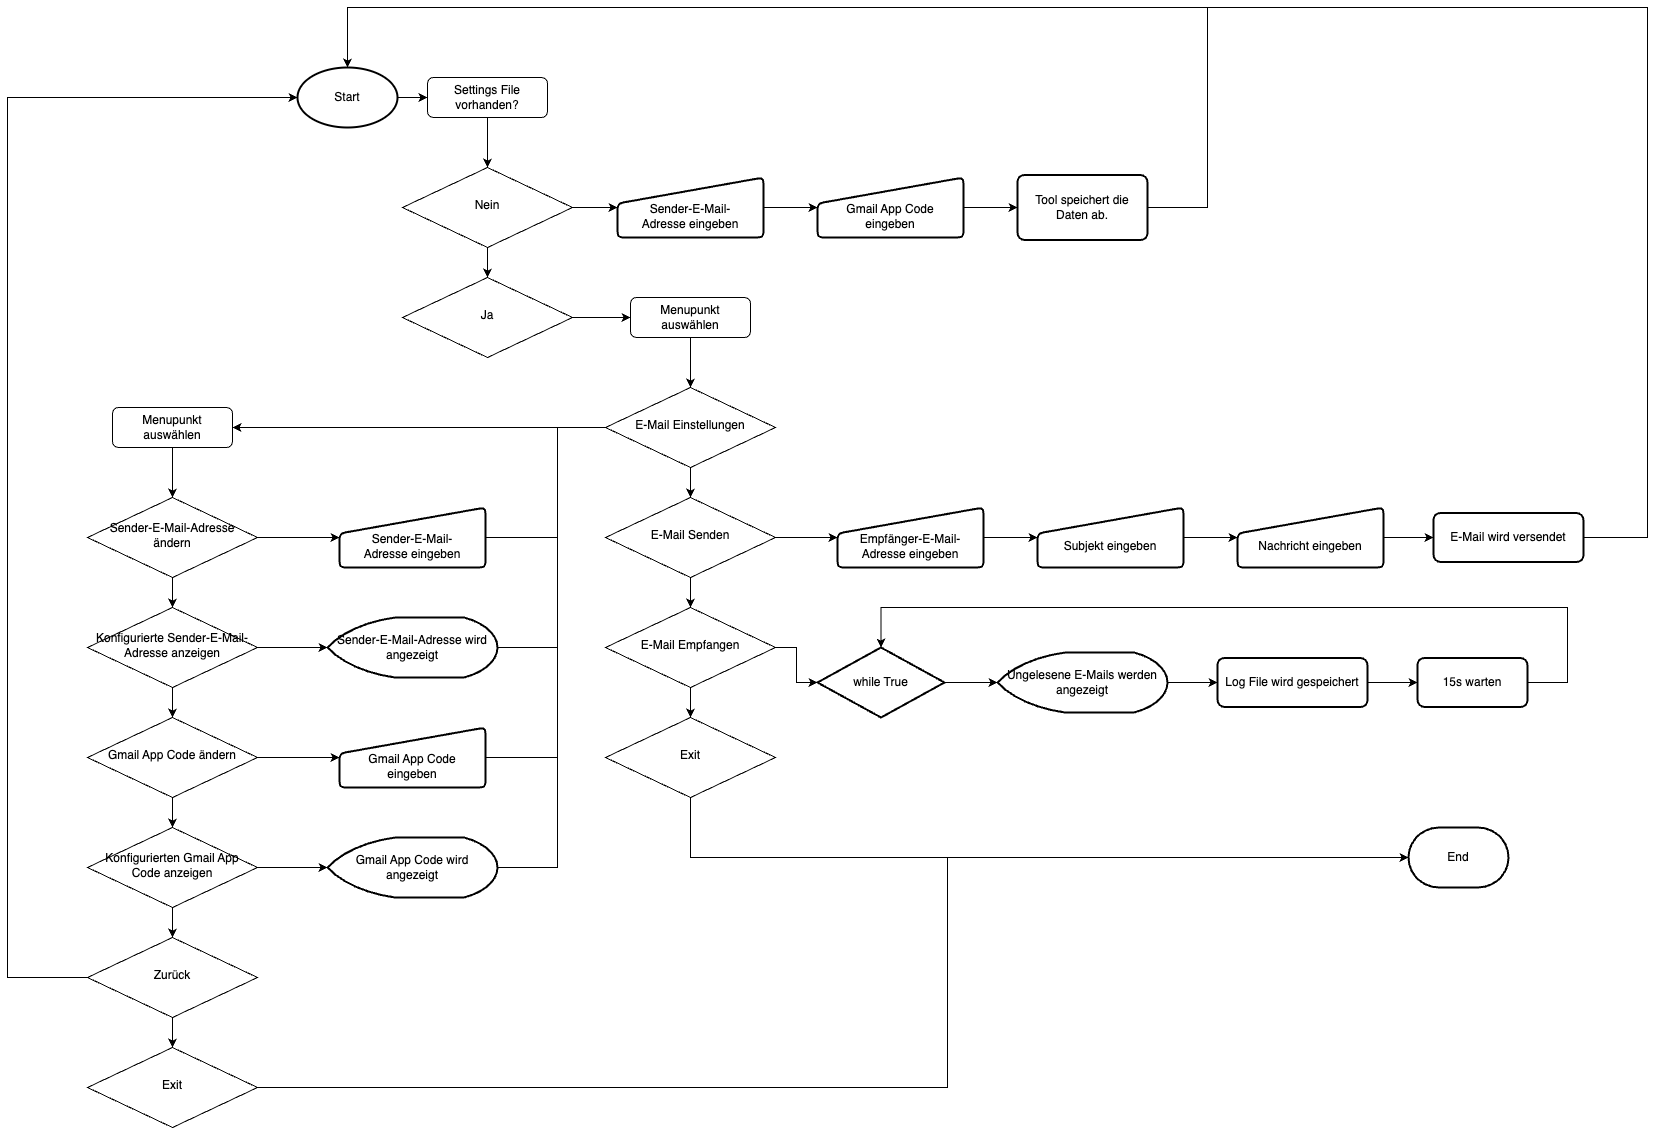 Start
Settings File
vorhanden?
Nein
Sender-E-Mail-
Adresse eingeben
Gmail App Code
eingeben
Tool speichert die
Daten ab.
Ja
Menupunkt
auswählen
Menupunkt
auswählen
E-Mail Einstellungen
Sender-E-Mail-Adresse
ändern
Sender-E-Mail-
Adresse eingeben
E-Mail Senden
Empfänger-E-Mail-
Adresse eingeben
Subjekt eingeben
Nachricht eingeben
E-Mail wird versendet
Konfigurierte Sender-E-Mail-
Adresse anzeigen
Sender-E-Mail-Adresse wird
angezeigt
E-Mail Empfangen
while True
Ungelesene E-Mails werden
angezeigt
Log File wird gespeichert
15s warten
Gmail App Code ändern
Gmail App Code
eingeben
Exit
Konfigurierten Gmail App
Code anzeigen
Gmail App Code wird
angezeigt
End
Zurück
Exit